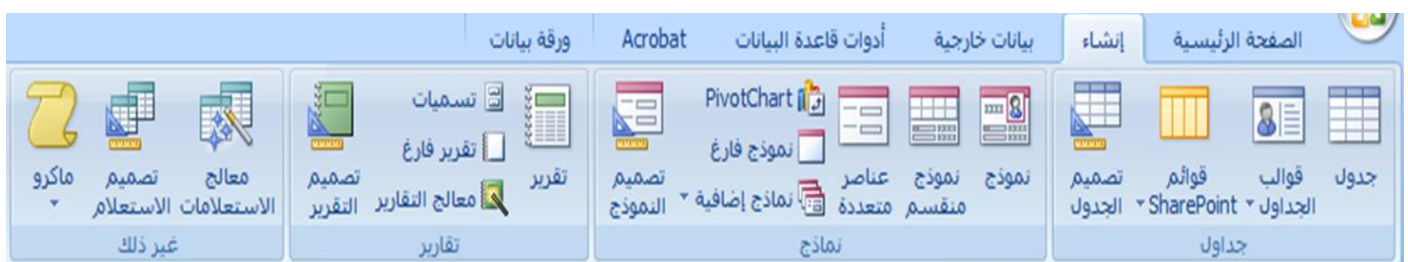 الصفحة الرئيسية إنشاء بيانات خارجية أدوات قاعدة البيانات Acrobat ورقة بيانات
جدول
قوالب
الجداول
قوائم
SharePoint
تصميم
الجدول
جداول
نموذج
نموذج
منقسم
عناصر
متعددة
PivotChart
نموذج فارغ
نماذج إضافية
تصميم
النموذج
نماذج
تقرير
تسميات
تقرير فارغ
معالج التقارير
تصميم
التقرير
تقارير
معالج
الاستعلامات
تصميم
الاستعلام
ماكرو
غير ذلك